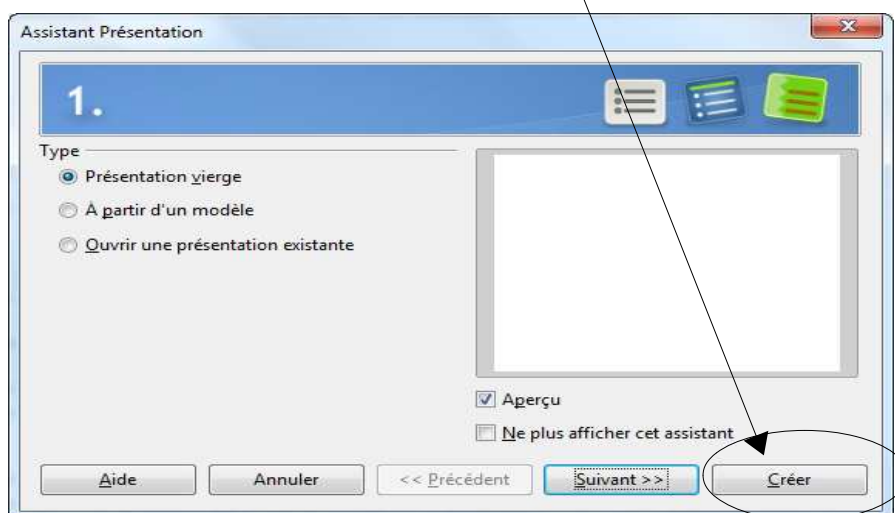 Assistant Présentation
1.
Type
Présentation vierge
À partir d'un modèle
Ouvrir une présentation existante
Aperçu
Ne plus afficher cet assistant
Aide
Annuler
<< Précédent
Suivant >>
Créer